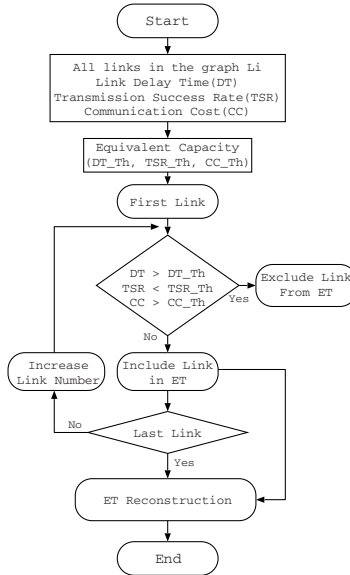 Start
All links in the graph Li
Link Delay Time(DT)
Transmission Success Rate(TSR)
Communication Cost(CC)
Equivalent Capacity
(DT_Th, TSR_Th, CC_Th)
First Link
DT > DT_Th
TSR < TSR_Th
CC > CC_Th
Yes
Exclude Link
From ET
No
Increase
Link Number
Include Link
in ET
No
Last Link
Yes
ET Reconstruction
End